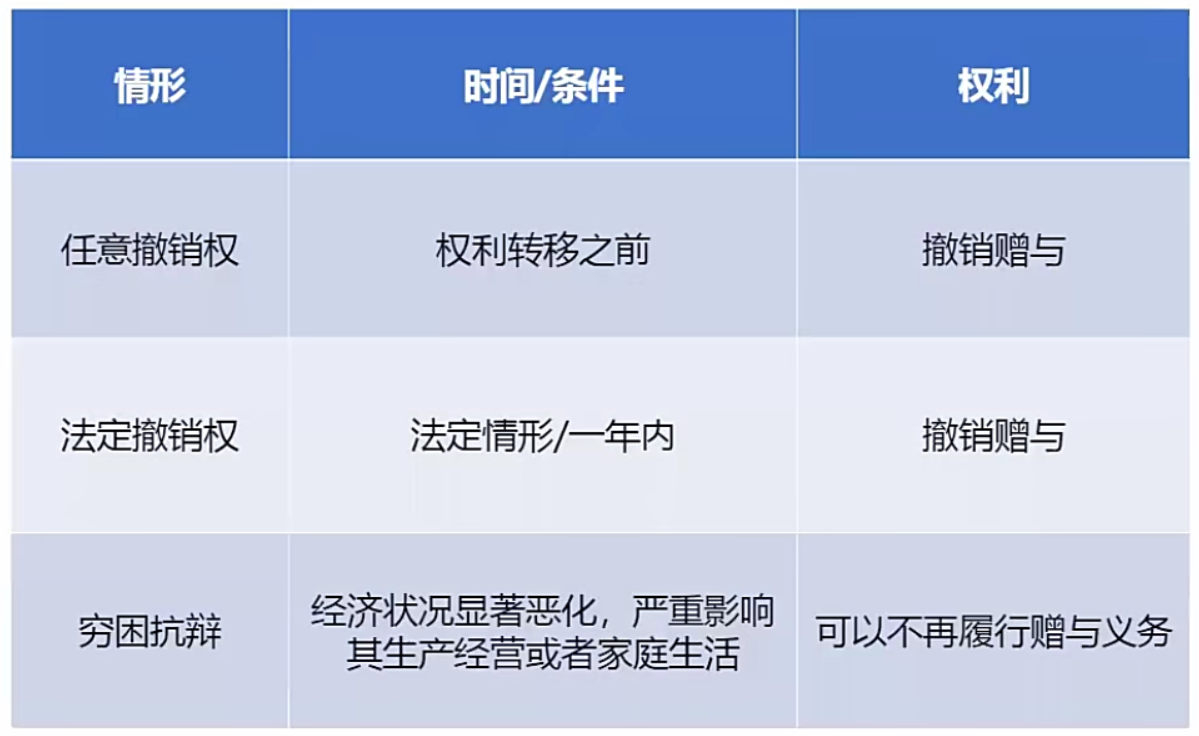 情形
时间/条件
权利
任意撤销权
权利转移之前
撤销赠与
法定撤销权
法定情形/一年内
撤销赠与
穷困抗辩
经济状况显著恶化，严重影响
其生产经营或者家庭生活
可以不再履行赠与义务